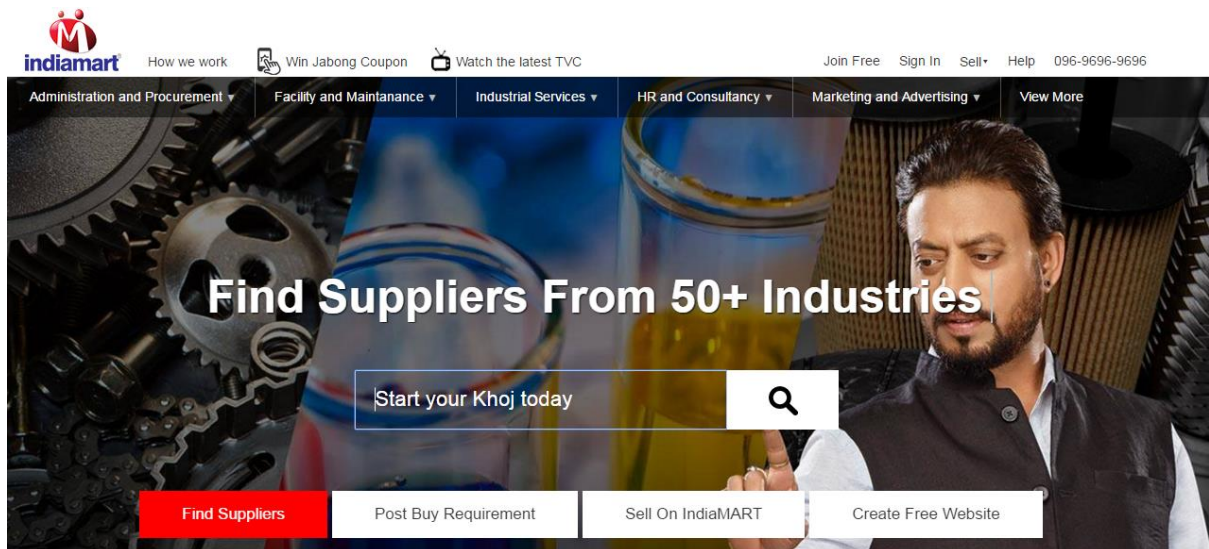 indiamart
How we work Win Jabong Coupon Watch the latest TVC Join Free Sign In Sell Help 096-9696-9696
Administration and Procurement Facility and Maintanance Industrial Services HR and Consultancy Marketing and Advertising View More
Find Suppliers From 50+ Industries
Start your Khoj today
Find Suppliers Post Buy Requirement Sell On IndiaMART Create Free Website